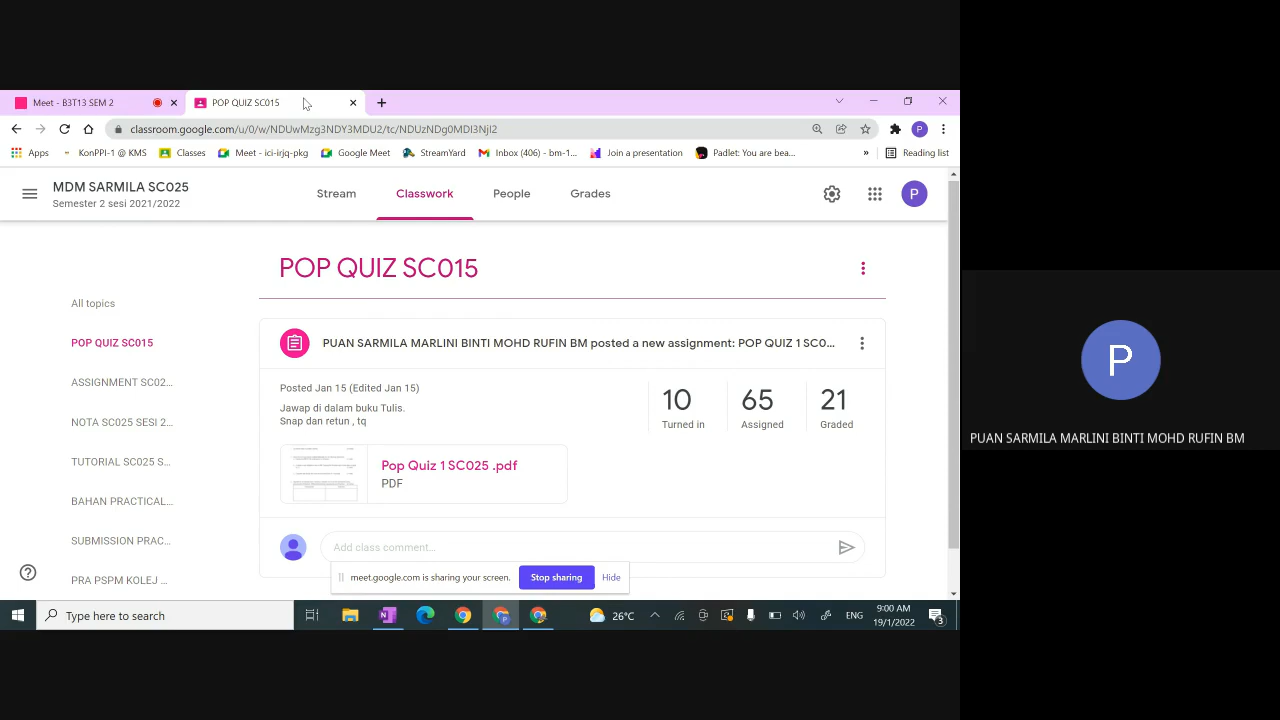 Meet - B3T13 SEM 2
POP QUIZ SC015
classroom.google.com/u/0/w/NDUwMzg3NDY3MDU2/tc/NDUzNDg0MDI3NjI2
Apps
KonPPI-1 @ KMS
Classes
Meet - ici-irjq-pkg
Google Meet
StreamYard
Inbox (406) - bm-1...
Join a presentation
Padlet: You are bea...
»
Reading list
MDM SARMILA SC025
Semester 2 sesi 2021/2022
Stream
Classwork
People
Grades
P
POP QUIZ SC015
All topics
POP QUIZ SC015
ASSIGNMENT SC02...
NOTA SC025 SESI 2...
TUTORIAL SC025 S...
BAHAN PRACTICAL...
SUBMISSION PRAC...
PRA PSPM KOLEJ ...
PUAN SARMILA MARLINI BINTI MOHD RUFIN BM posted a new assignment: POP QUIZ 1 SC0...
Posted Jan 15 (Edited Jan 15)
Jawap di dalam buku Tulis.
Snap dan retun , tq
10
Turned in
65
Assigned
21
Graded
Pop Quiz 1 SC025 .pdf
PDF
Add class comment...
meet.google.com is sharing your screen.
Stop sharing
Hide
Type here to search
26°C
ENG
9:00 AM
19/1/2022
3
P
PUAN SARMILA MARLINI BINTI MOHD RUFIN BM